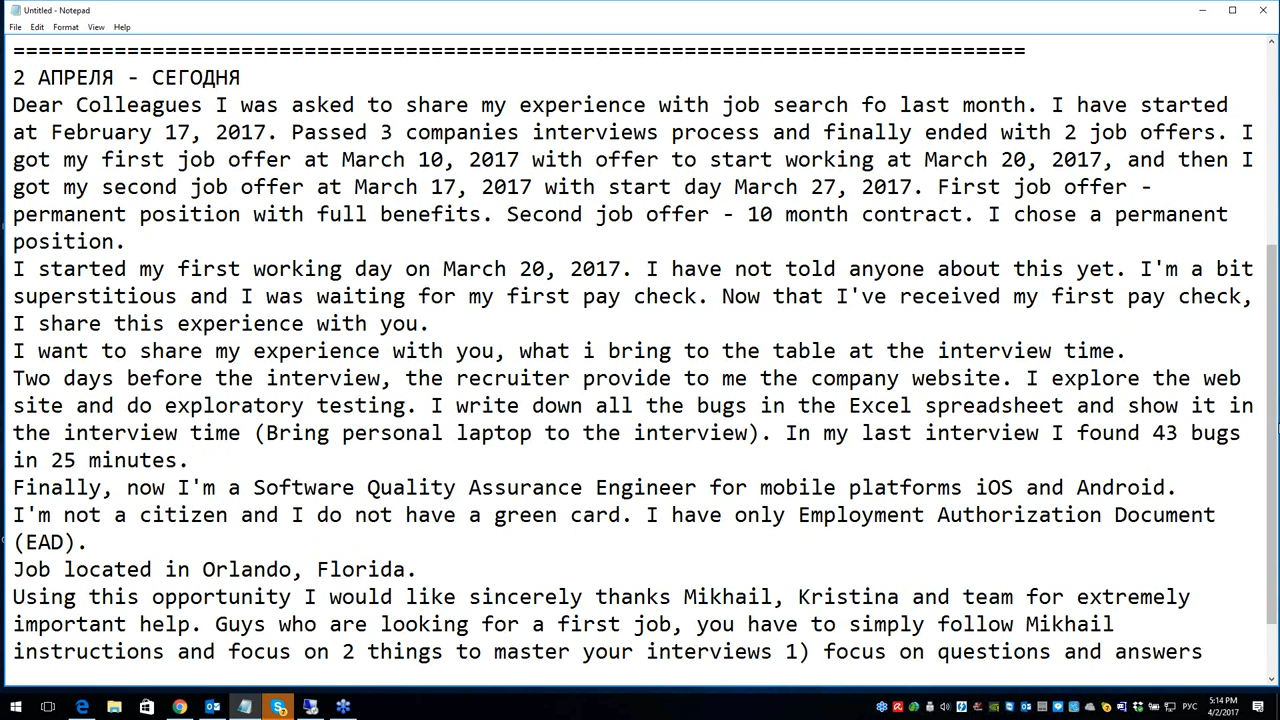 Untitled - Notepad
File Edit Format View Help
================================================================================
2 АПРЕЛЯ - СЕГОДНЯ
Dear Colleagues I was asked to share my experience with job search fo last month. I have started
at February 17, 2017. Passed 3 companies interviews process and finally ended with 2 job offers. I
got my first job offer at March 10, 2017 with offer to start working at March 20, 2017, and then I
got my second job offer at March 17, 2017 with start day March 27, 2017. First job offer -
permanent position with full benefits. Second job offer - 10 month contract. I chose a permanent
position.
I started my first working day on March 20, 2017. I have not told anyone about this yet. I'm a bit
superstitious and I was waiting for my first pay check. Now that I've received my first pay check,
I share this experience with you.
I want to share my experience with you, what i bring to the table at the interview time.
Two days before the interview, the recruiter provide to me the company website. I explore the web
site and do exploratory testing. I write down all the bugs in the Excel spreadsheet and show it in
the interview time (Bring personal laptop to the interview). In my last interview I found 43 bugs
in 25 minutes.
Finally, now I'm a Software Quality Assurance Engineer for mobile platforms iOS and Android.
I'm not a citizen and I do not have a green card. I have only Employment Authorization Document
(EAD).
Job located in Orlando, Florida.
Using this opportunity I would like sincerely thanks Mikhail, Kristina and team for extremely
important help. Guys who are looking for a first job, you have to simply follow Mikhail
instructions and focus on 2 things to master your interviews 1) focus on questions and answers
РУС
5:14 PM
4/2/2017